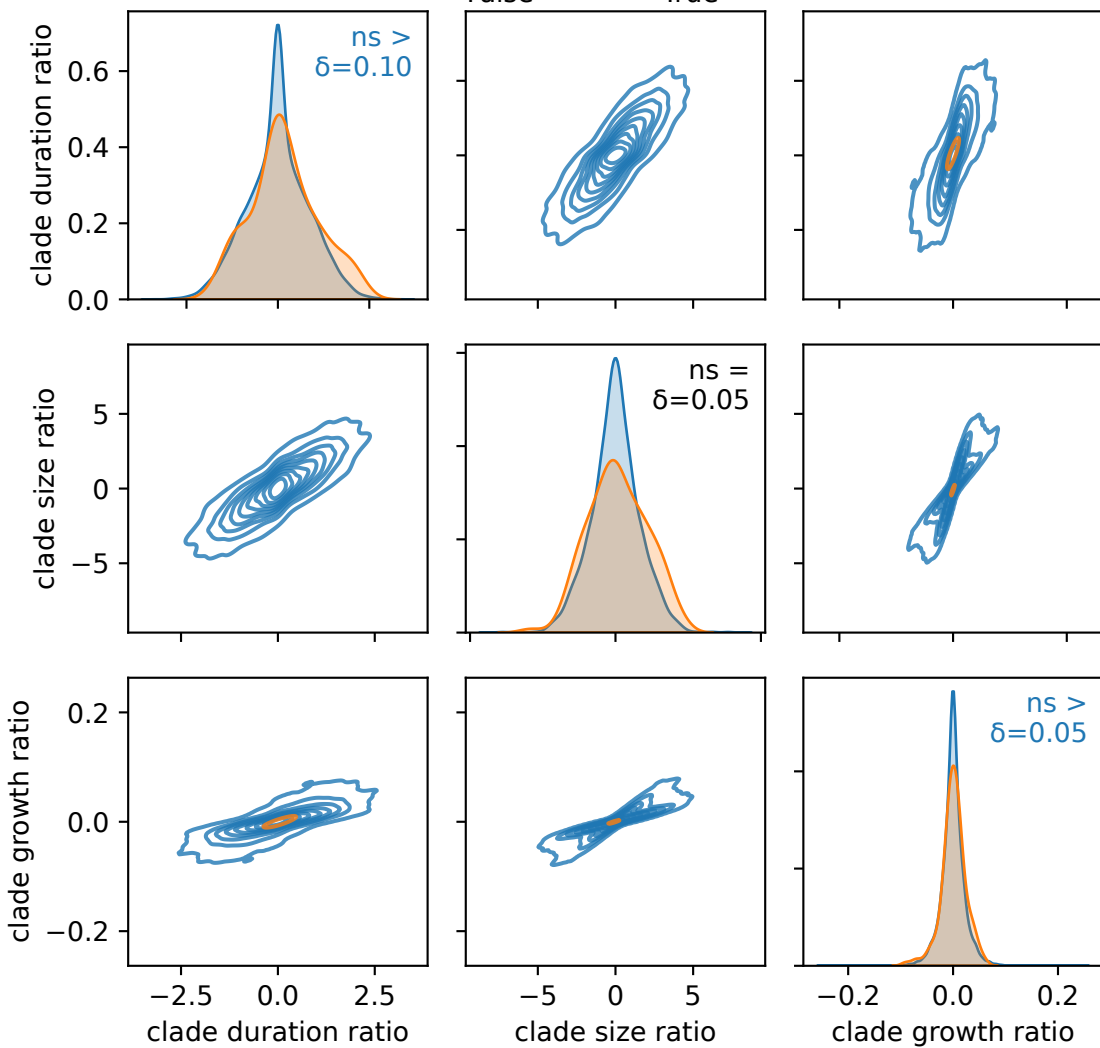 clade duration ratio
0.6
0.4
0.2
0.0
ns >
δ=0.10
clade size ratio
5
0
−5
ns =
δ=0.05
clade growth ratio
0.2
0.0
−0.2
ns >
δ=0.05
−2.5 0.0 2.5
clade duration ratio
−5 0 5
clade size ratio
−0.2 0.0 0.2
clade growth ratio